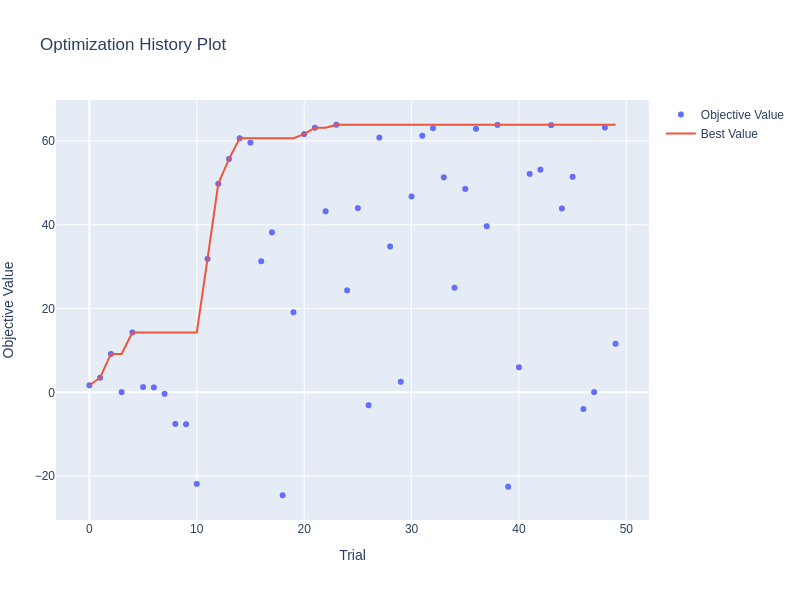 Optimization History Plot
Objective Value
Best Value
60
40
20
0
−20
0
10
20
30
40
50
Trial
Objective Value